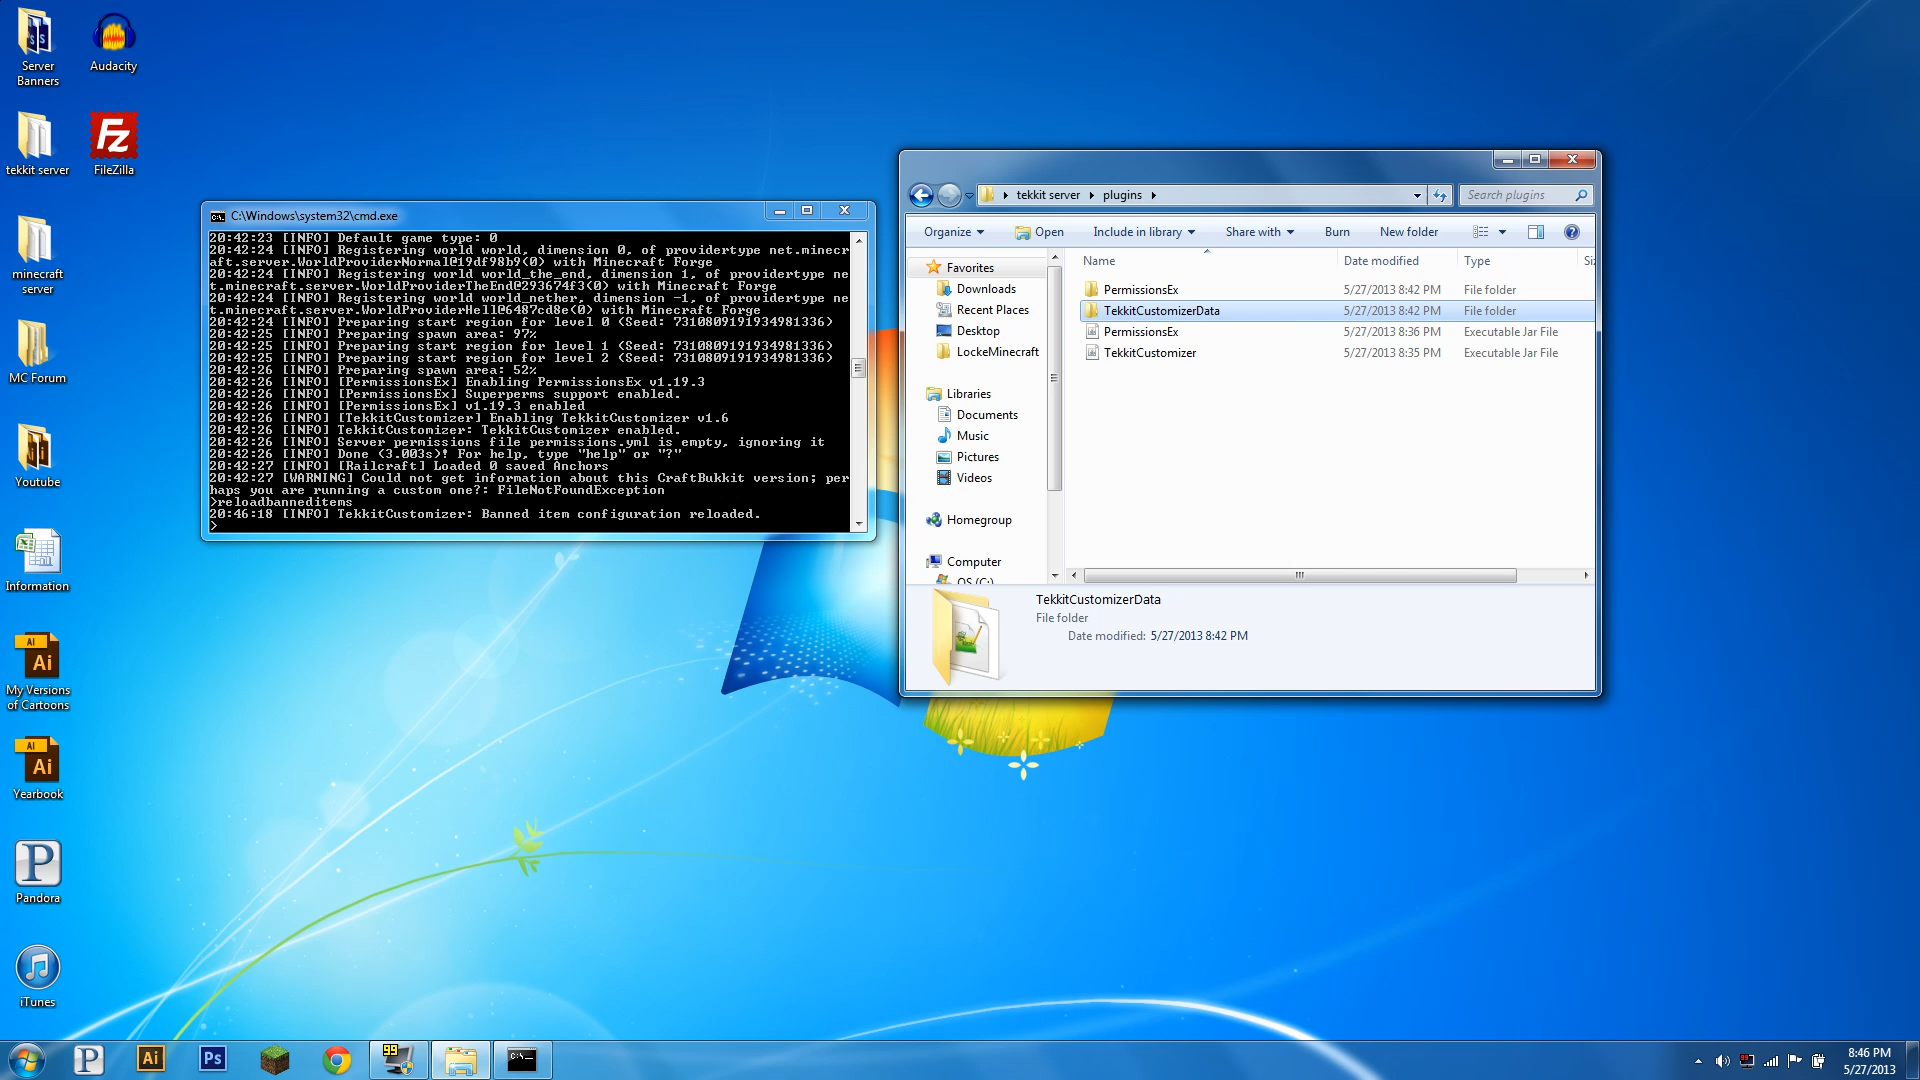 Server
Banners
Audacity
tekkit server
FileZilla
minecraft
server
MC Forum
Youtube
Information
My Versions
of Cartoons
Yearbook
Pandora
iTunes
C:\Windows\system32\cmd.exe
20:42:23 [INFO] Default game type: 0
20:42:24 [INFO] Registering world world, dimension 0, of providertype net.minecr
aft.server.WorldProviderNormal@19df98b9(0) with Minecraft Forge
20:42:24 [INFO] Registering world world_the_end, dimension 1, of providertype ne
t.minecraft.server.WorldProviderTheEnd@293674f3(0) with Minecraft Forge
20:42:24 [INFO] Registering world world_nether, dimension -1, of providertype ne
t.minecraft.server.WorldProviderHell@6487cd8e(0) with Minecraft Forge
20:42:24 [INFO] Preparing start region for level 0 (Seed: 7310809191934981336)
20:42:25 [INFO] Preparing spawn area: 97%
20:42:25 [INFO] Preparing start region for level 1 (Seed: 7310809191934981336)
20:42:25 [INFO] Preparing start region for level 2 (Seed: 7310809191934981336)
20:42:26 [INFO] Preparing spawn area: 52%
20:42:26 [INFO] [PermissionsEx] Enabling PermissionsEx v1.19.3
20:42:26 [INFO] [PermissionsEx] Superperms support enabled.
20:42:26 [INFO] [PermissionsEx] v1.19.3 enabled
20:42:26 [INFO] [TekkitCustomizer] Enabling TekkitCustomizer v1.6
20:42:26 [INFO] TekkitCustomizer: TekkitCustomizer enabled.
20:42:26 [INFO] Server permissions file permissions.yml is empty, ignoring it
20:42:26 [INFO] Done (3.003s)! For help, type "help" or "?"
20:42:27 [INFO] [Railcraft] Loaded 0 saved Anchors
20:42:27 [WARNING] Could not get information about this CraftBukkit version; per
haps you are running a custom one?: FileNotFoundException
>reloadbanneditems
20:46:18 [INFO] TekkitCustomizer: Banned item configuration reloaded.
>
tekkit server
plugins
Search plugins
Organize
Open
Include in library
Share with
Burn
New folder
Favorites
Downloads
Recent Places
Desktop
LockeMinecraft
Libraries
Documents
Music
Pictures
Videos
Homegroup
Computer
OS (C:)
Name Date modified Type Siz
PermissionsEx 5/27/2013 8:42 PM File folder
TekkitCustomizerData 5/27/2013 8:42 PM File folder
PermissionsEx 5/27/2013 8:36 PM Executable Jar File
TekkitCustomizer 5/27/2013 8:35 PM Executable Jar File
TekkitCustomizerData
File folder
Date modified: 5/27/2013 8:42 PM
8:46 PM
5/27/2013